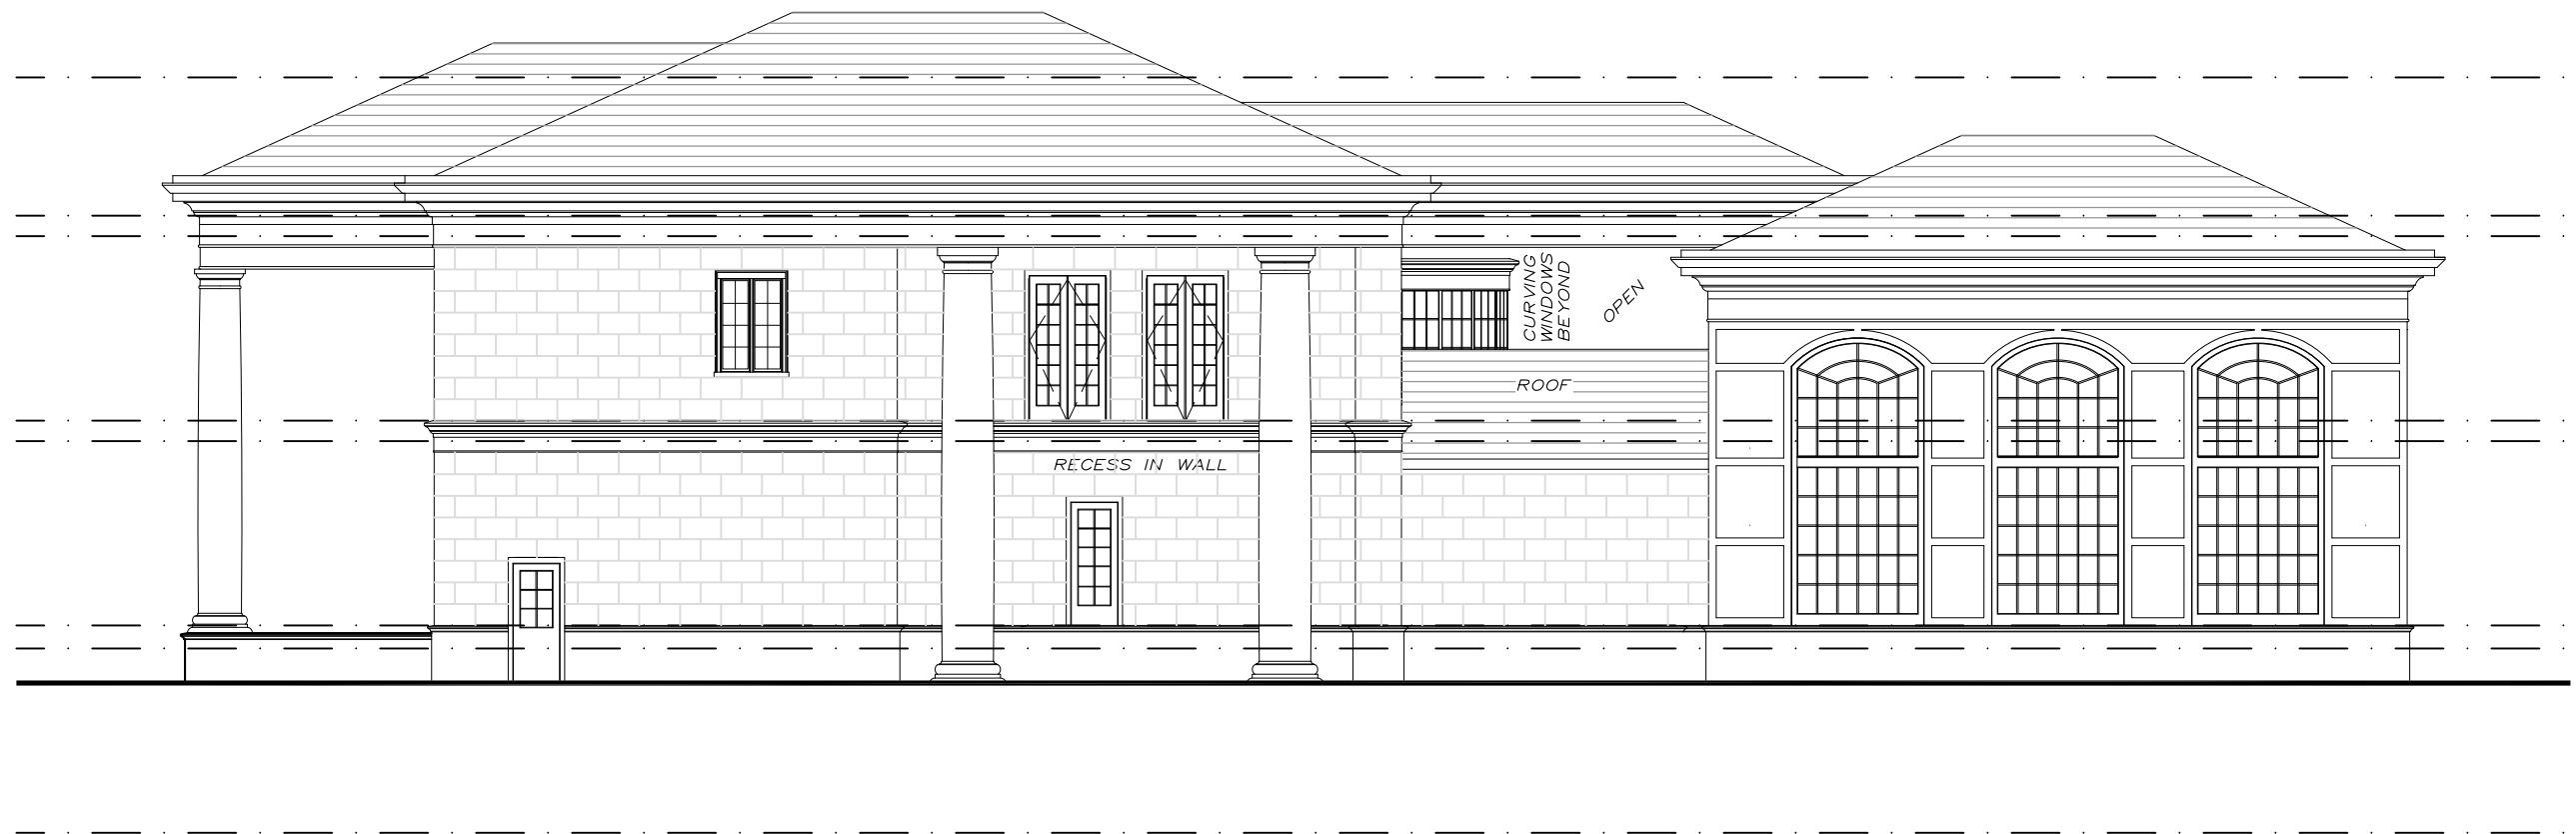 CURVING
WINDOWS
BEYOND
OPEN
ROOF
RECESS IN WALL